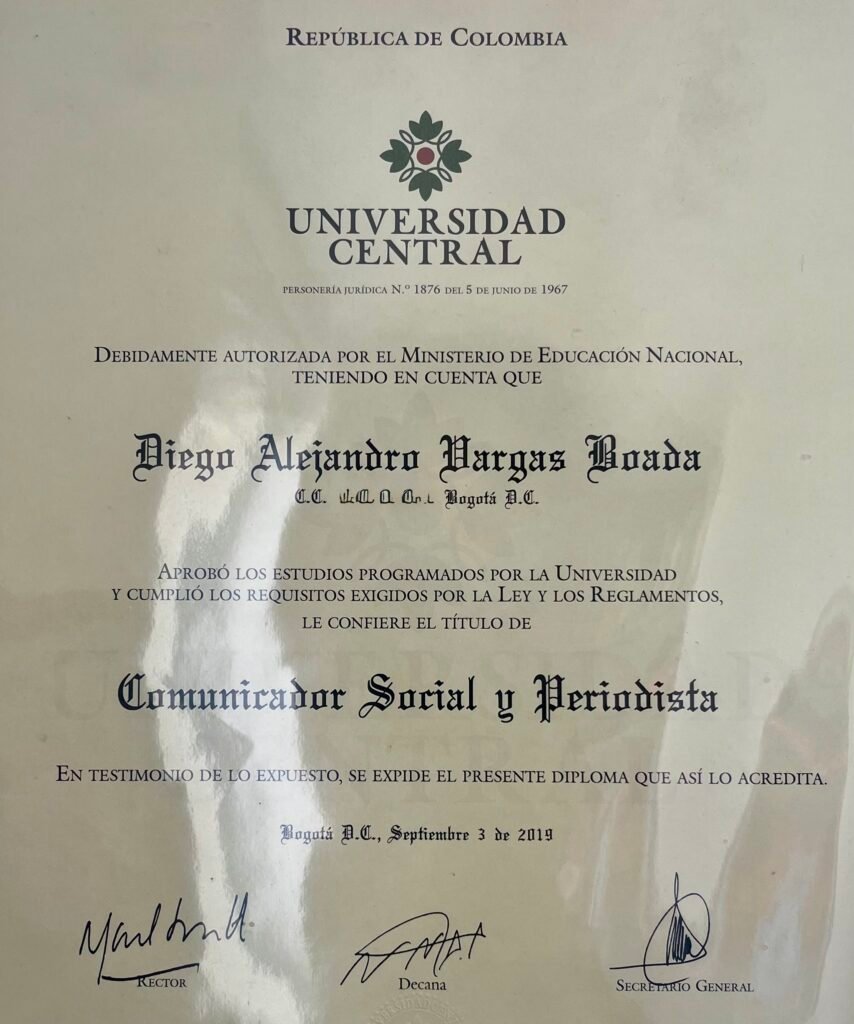 República de Colombia
UNIVERSIDAD
CENTRAL
Personería Jurídica N.º 1876 del 5 de junio de 1967
Debidamente autorizada por el Ministerio de Educación Nacional,
teniendo en cuenta que
Diego Alejandro Vargas Boada
C.C. Bogotá D.C.
Aprobó los estudios programados por la Universidad
y cumplió los requisitos exigidos por la Ley y los Reglamentos,
le confiere el título de
Comunicador Social y Periodista
En testimonio de lo expuesto, se expide el presente diploma que así lo acredita.
Bogotá D.C., Septiembre 3 de 2019
Rector
Decana
Secretario General